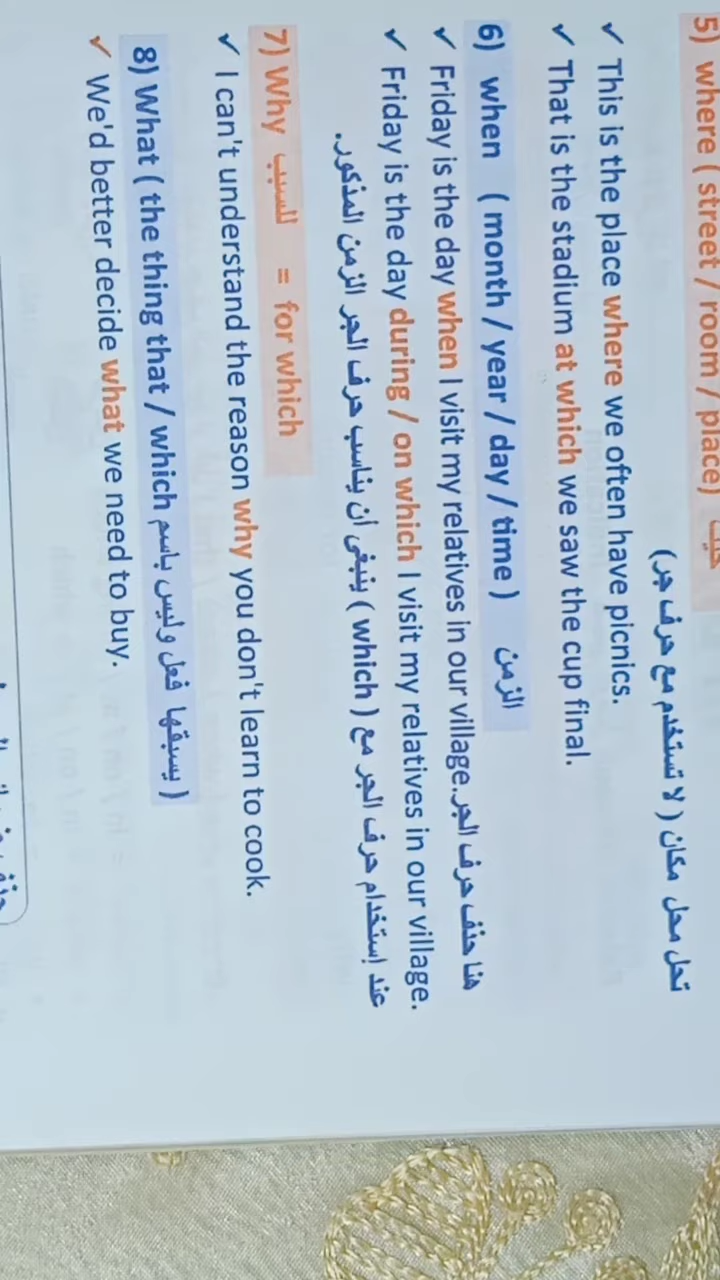 5) where ( street / room / place) حيث
تحل محل مكان ( لا تستخدم مع حرف جر)
✓ This is the place where we often have picnics.
✓ That is the stadium at which we saw the cup final.
6) when ( month / year / day / time ) الزمن
✓ Friday is the day when I visit my relatives in our village. هنا حذف حرف الجر
✓ Friday is the day during / on which I visit my relatives in our village.
عند إستخدام حرف الجر مع ( which ) ينبغى أن يناسب حرف الجر الزمن المذكور.
7) Why للسبب = for which
✓ I can't understand the reason why you don't learn to cook.
8) What ( the thing that / which يسبقها فعل وليس باسم )
✓ We'd better decide what we need to buy.